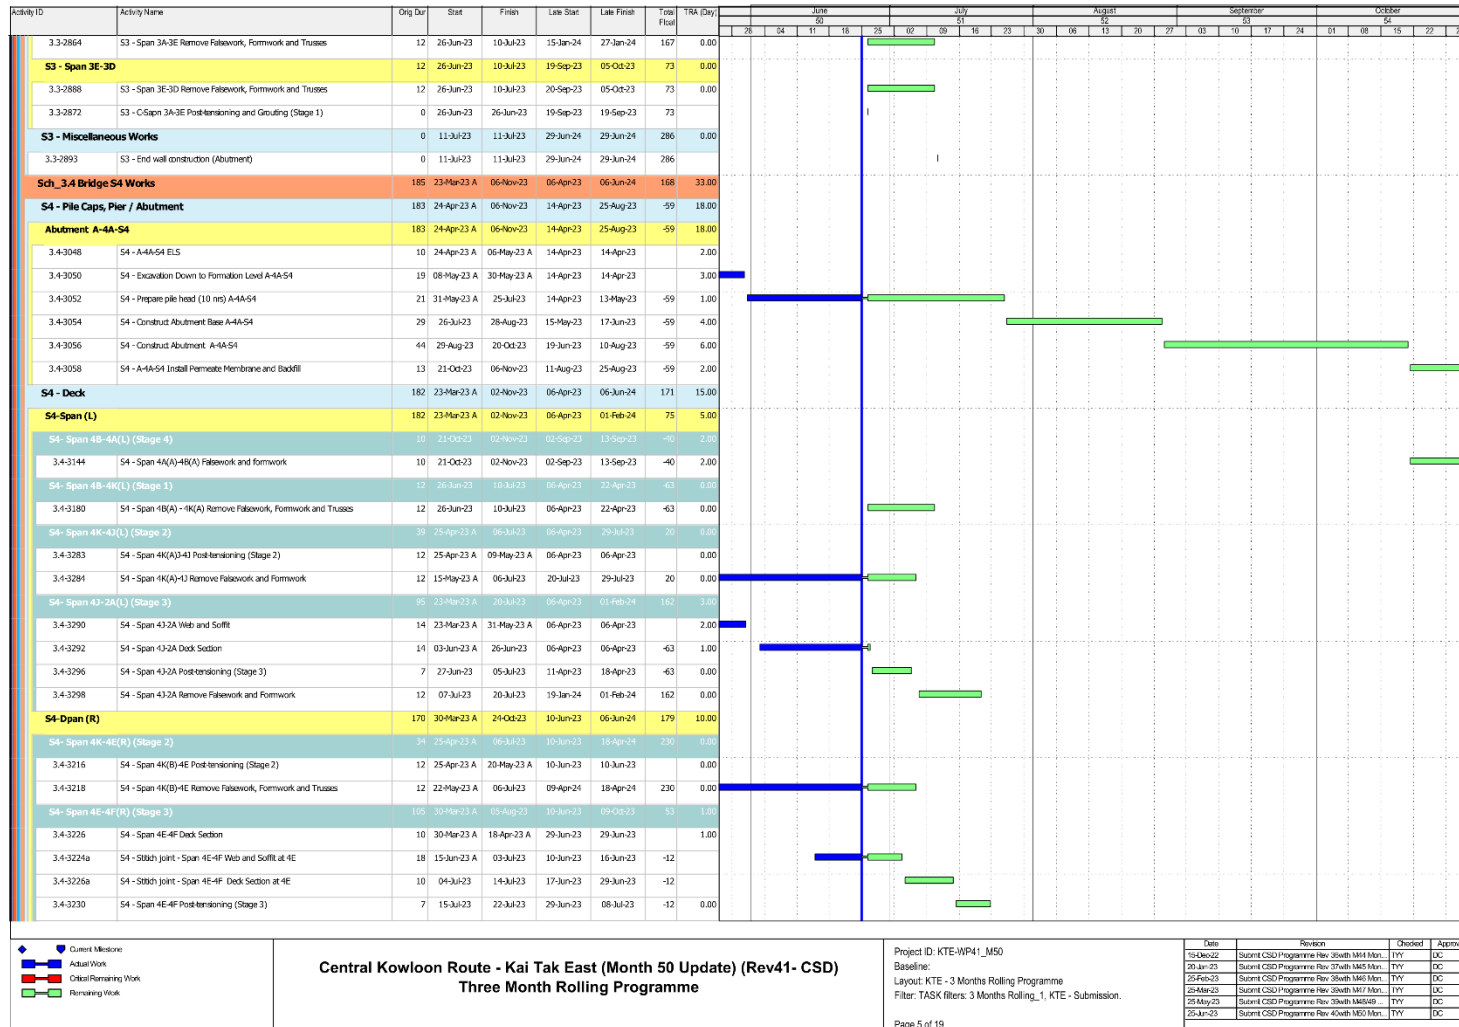 Activity ID Activity Name Orig Dur Start Finish Late Start Late Finish Total Float TRA (Day) June July August September October
50 51 52 53 54
28 04 11 18 25 02 09 16 23 30 06 13 20 27 03 10 17 24 01 08 15 22
3.3-2864 S3 - Span 3A-3E Remove Falsework, Formwork and Trusses 12 26-Jun-23 10-Jul-23 15-Jan-24 27-Jan-24 167 0.00
S3 - Span 3E-3D 12 26-Jun-23 10-Jul-23 19-Sep-23 05-Oct-23 73 0.00
3.3-2888 S3 - Span 3E-3D Remove Falsework, Formwork and Trusses 12 26-Jun-23 10-Jul-23 20-Sep-23 05-Oct-23 73 0.00
3.3-2872 S3 - C-Sapn 3A-3E Post-tensioning and Grouting (Stage 1) 0 26-Jun-23 26-Jun-23 19-Sep-23 19-Sep-23 73
S3 - Miscellaneous Works 0 11-Jul-23 11-Jul-23 29-Jun-24 29-Jun-24 286 0.00
3.3-2893 S3 - End wall construction (Abutment) 0 11-Jul-23 11-Jul-23 29-Jun-24 29-Jun-24 286
Sch_3.4 Bridge S4 Works 185 23-Mar-23 A 06-Nov-23 06-Apr-23 06-Jun-24 168 33.00
S4 - Pile Caps, Pier / Abutment 183 24-Apr-23 A 06-Nov-23 14-Apr-23 25-Aug-23 -59 18.00
Abutment A-4A-S4 183 24-Apr-23 A 06-Nov-23 14-Apr-23 25-Aug-23 -59 18.00
3.4-3048 S4 - A-4A-S4 ELS 10 24-Apr-23 A 06-May-23 A 14-Apr-23 14-Apr-23 2.00
3.4-3050 S4 - Excavation Down to Formation Level A-4A-S4 19 08-May-23 A 30-May-23 A 14-Apr-23 14-Apr-23 3.00
3.4-3052 S4 - Prepare pile head (10 nrs) A-4A-S4 21 31-May-23 A 25-Jul-23 14-Apr-23 13-May-23 -59 1.00
3.4-3054 S4 - Construct Abutment Base A-4A-S4 29 26-Jul-23 28-Aug-23 15-May-23 17-Jun-23 -59 4.00
3.4-3056 S4 - Construct Abutment A-4A-S4 44 29-Aug-23 20-Oct-23 19-Jun-23 10-Aug-23 -59 6.00
3.4-3058 S4 - A-4A-S4 Install Permeate Membrane and Backfill 13 21-Oct-23 06-Nov-23 11-Aug-23 25-Aug-23 -59 2.00
S4 - Deck 182 23-Mar-23 A 02-Nov-23 06-Apr-23 06-Jun-24 171 15.00
S4-Span (L) 182 23-Mar-23 A 02-Nov-23 06-Apr-23 01-Feb-24 75 5.00
S4- Span 4B-4A(L) (Stage 4) 10 21-Oct-23 02-Nov-23 02-Sep-23 13-Sep-23 -40 2.00
3.4-3144 S4 - Span 4A(A)-4B(A) Falsework and formwork 10 21-Oct-23 02-Nov-23 02-Sep-23 13-Sep-23 -40 2.00
S4- Span 4B-4K(L) (Stage 1) 12 26-Jun-23 10-Jul-23 06-Apr-23 22-Apr-23 -63 0.00
3.4-3180 S4 - Span 4B(A) - 4K(A) Remove Falsework, Formwork and Trusses 12 26-Jun-23 10-Jul-23 06-Apr-23 22-Apr-23 -63 0.00
S4- Span 4K-4J(L) (Stage 2) 39 25-Apr-23 A 06-Jul-23 06-Apr-23 29-Jul-23 20 0.00
3.4-3283 S4 - Span 4K(A)J-4J Post-tensioning (Stage 2) 12 25-Apr-23 A 09-May-23 A 06-Apr-23 06-Apr-23 0.00
3.4-3284 S4 - Span 4K(A)-4J Remove Falsework and Formwork 12 15-May-23 A 06-Jul-23 20-Jul-23 29-Jul-23 20 0.00
S4- Span 4J-2A(L) (Stage 3) 95 23-Mar-23 A 20-Jul-23 06-Apr-23 01-Feb-24 162 3.00
3.4-3290 S4 - Span 4J-2A Web and Soffit 14 23-Mar-23 A 31-May-23 A 06-Apr-23 06-Apr-23 2.00
3.4-3292 S4 - Span 4J-2A Deck Section 14 03-Jun-23 A 26-Jun-23 06-Apr-23 06-Apr-23 -63 1.00
3.4-3296 S4 - Span 4J-2A Post-tensioning (Stage 3) 7 27-Jun-23 05-Jul-23 11-Apr-23 18-Apr-23 -63 0.00
3.4-3298 S4 - Span 4J-2A Remove Falsework and Formwork 12 07-Jul-23 20-Jul-23 19-Jan-24 01-Feb-24 162 0.00
S4-Dpan (R) 170 30-Mar-23 A 24-Oct-23 10-Jun-23 06-Jun-24 179 10.00
S4- Span 4K-4E(R) (Stage 2) 34 25-Apr-23 A 06-Jul-23 10-Jun-23 18-Apr-24 230 0.00
3.4-3216 S4 - Span 4K(B)-4E Post-tensioning (Stage 2) 12 25-Apr-23 A 20-May-23 A 10-Jun-23 10-Jun-23 0.00
3.4-3218 S4 - Span 4K(B)-4E Remove Falsework, Formwork and Trusses 12 22-May-23 A 06-Jul-23 09-Apr-24 18-Apr-24 230 0.00
S4- Span 4E-4F(R) (Stage 3) 105 30-Mar-23 A 05-Aug-23 10-Jun-23 09-Oct-23 53 1.00
3.4-3226 S4 - Span 4E-4F Deck Section 10 30-Mar-23 A 18-Apr-23 A 29-Jun-23 29-Jun-23 1.00
3.4-3224a S4 - Stitch joint - Span 4E-4F Web and Soffit at 4E 18 15-Jun-23 A 03-Jul-23 10-Jun-23 16-Jun-23 -12
3.4-3226a S4 - Stitch joint - Span 4E-4F Deck Section at 4E 10 04-Jul-23 14-Jul-23 17-Jun-23 29-Jun-23 -12
3.4-3230 S4 - Span 4E-4F Post-tensioning (Stage 3) 7 15-Jul-23 22-Jul-23 29-Jun-23 08-Jul-23 -12 0.00
Current Milestone
Actual Work
Critical Remaining Work
Remaining Work
Central Kowloon Route - Kai Tak East (Month 50 Update) (Rev41- CSD)
Three Month Rolling Programme
Project ID: KTE-WP41_M50
Baseline:
Layout: KTE - 3 Months Rolling Programme
Filter: TASK filters: 3 Months Rolling_1, KTE - Submission.
Page 5 of 19
Date Revision Checked Approv
15-Dec-22 Submit CSD Programme Rev 36with M44 Mon... TYY DC
20-Jan-23 Submit CSD Programme Rev 37with M45 Mon... TYY DC
25-Feb-23 Submit CSD Programme Rev 38with M46 Mon... TYY DC
25-Mar-23 Submit CSD Programme Rev 39with M47 Mon... TYY DC
25-May-23 Submit CSD Programme Rev 39with M48/49 ... TYY DC
25-Jun-23 Submit CSD Programme Rev 40with M50 Mon... TYY DC